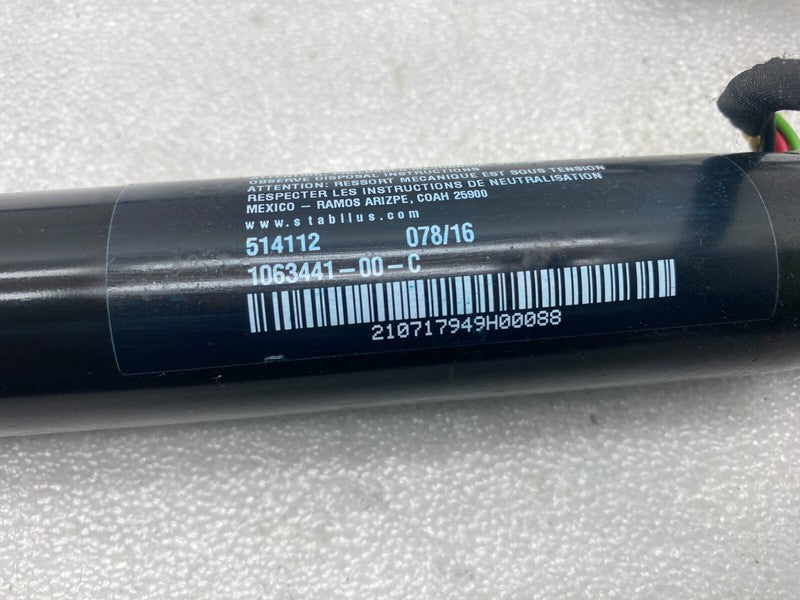 OBSERVE DISPOSAL INSTRUCTIONS
ATTENTION: RESSORT MECANIQUE EST SOUS TENSION
RESPECTER LES INSTRUCTIONS DE NEUTRALISATION
MEXICO – RAMOS ARIZPE, COAH 25900
www.stabilus.com
514112 078/16
1063441-00-C
210717949H00088